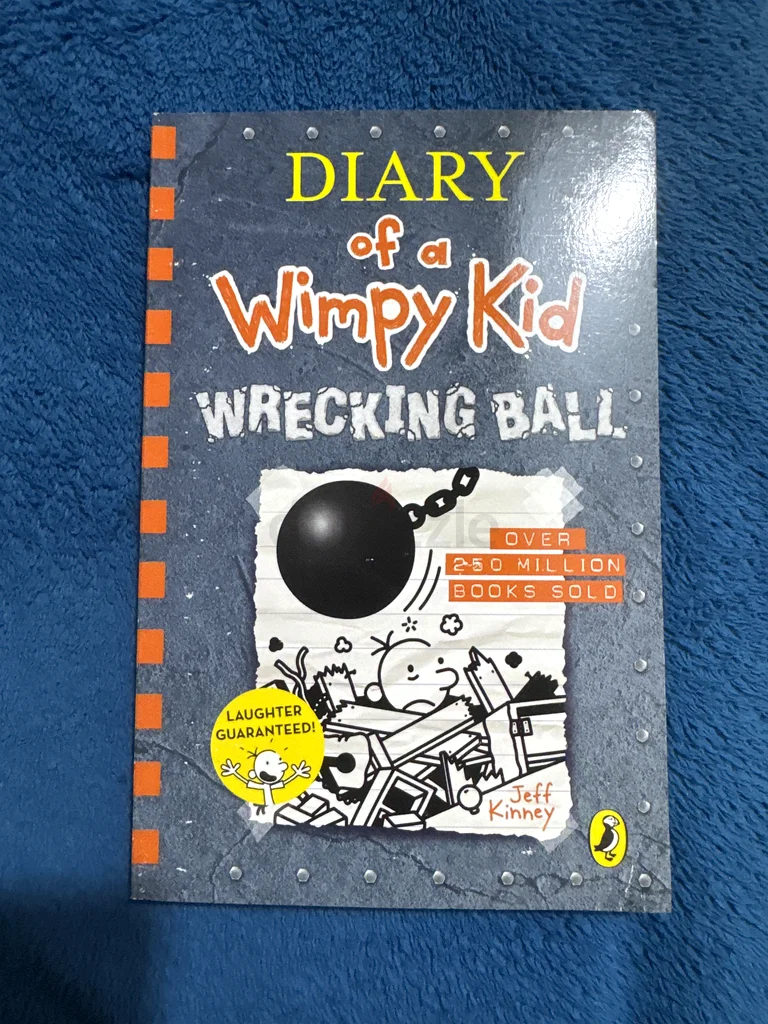 DIARY
of a
Wimpy Kid
WRECKING BALL
OVER
250 MILLION
BOOKS SOLD
LAUGHTER
GUARANTEED!
Jeff
Kinney